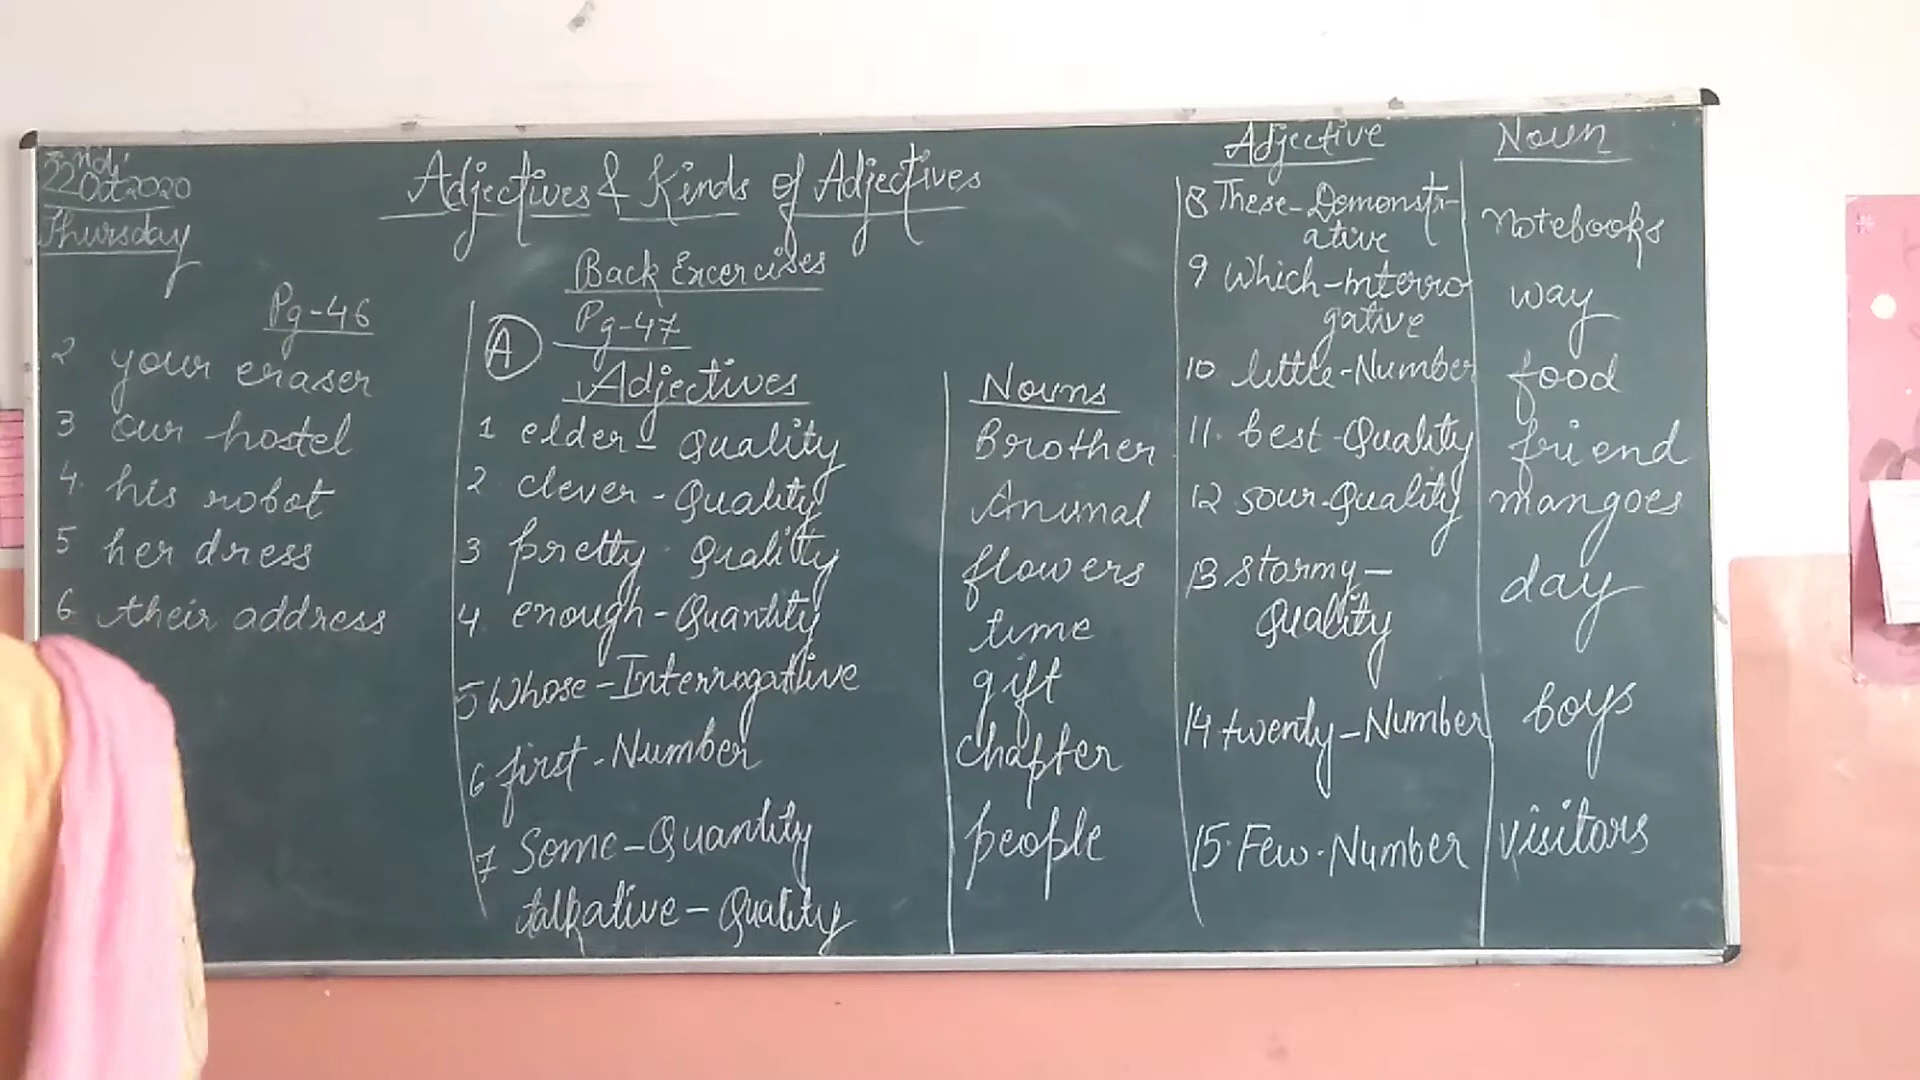 22nd Oct 2020
Thursday
Adjectives & Kinds of Adjectives
Back Excercises
Pg-46
2 your eraser
3 our hostel
4. his robot
5 her dress
6 their address
A Pg-47
Adjectives Nouns
1 elder - Quality Brother
2 clever - Quality Animal
3 pretty - Quality flowers
4 enough - Quantity time
5 Whose - Interrogative gift
6 first - Number Chapter
7 Some - Quantity people
talkative - Quality
Adjective Noun
8 These - Demonstr-
ative notebooks
9 Which - Interro
gative way
10 little - Number food
11. best - Quality friend
12 sour - Quality mangoes
13 stormy -
Quality day
14 twenty - Number boys
15. Few - Number visitors